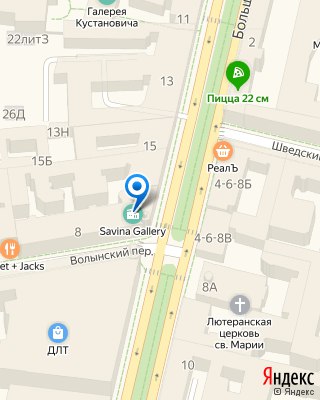 Галерея
Кустановича
22литЗ
11
Больш
2
13
Пицца 22 см
26Д
13Н
15
Шведски
15Б
РеалЪ
4-6-8Б
8
Savina Gallery
4-6-8В
et + Jacks
Волынский пер.
8А
Лютеранская
церковь
св. Марии
ДЛТ
10
Яндекс
© Яндекс